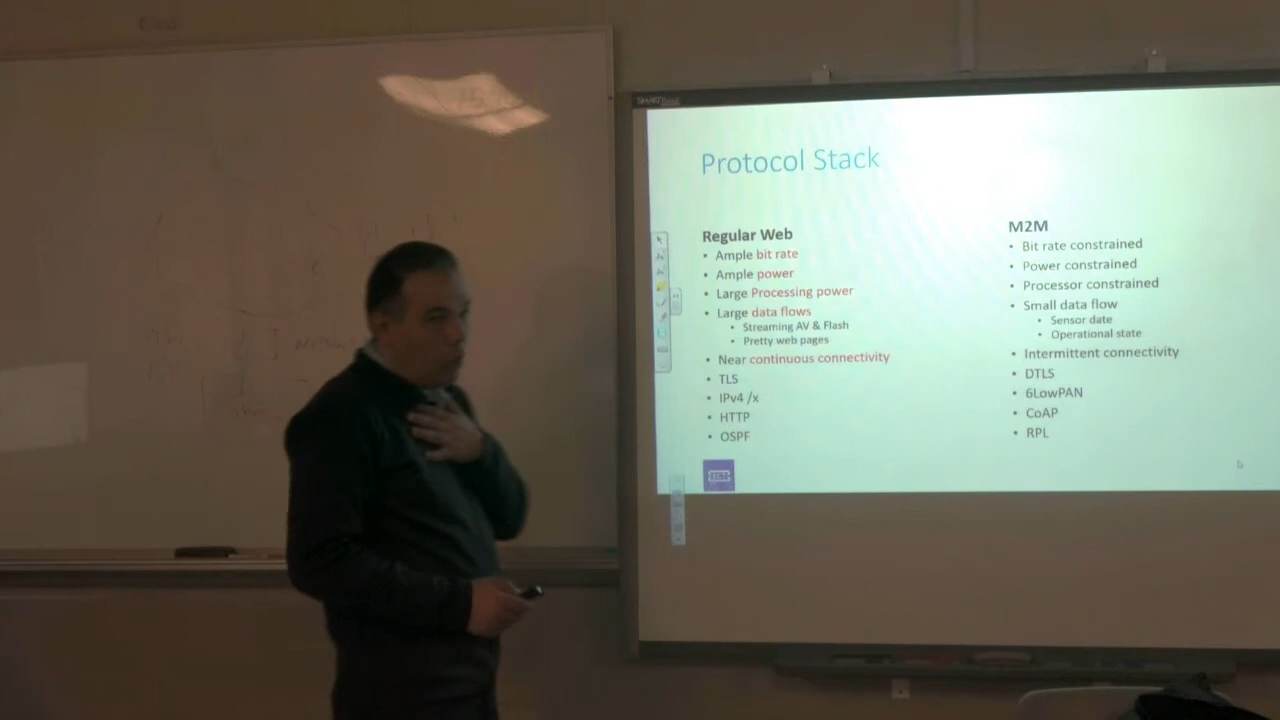 SMART Board
Protocol Stack
Regular Web
• Ample bit rate
• Ample power
• Large Processing power
• Large data flows
• Streaming AV & Flash
• Pretty web pages
• Near continuous connectivity
• TLS
• IPv4 /x
• HTTP
• OSPF
M2M
• Bit rate constrained
• Power constrained
• Processor constrained
• Small data flow
• Sensor date
• Operational state
• Intermittent connectivity
• DTLS
• 6LowPAN
• CoAP
• RPL